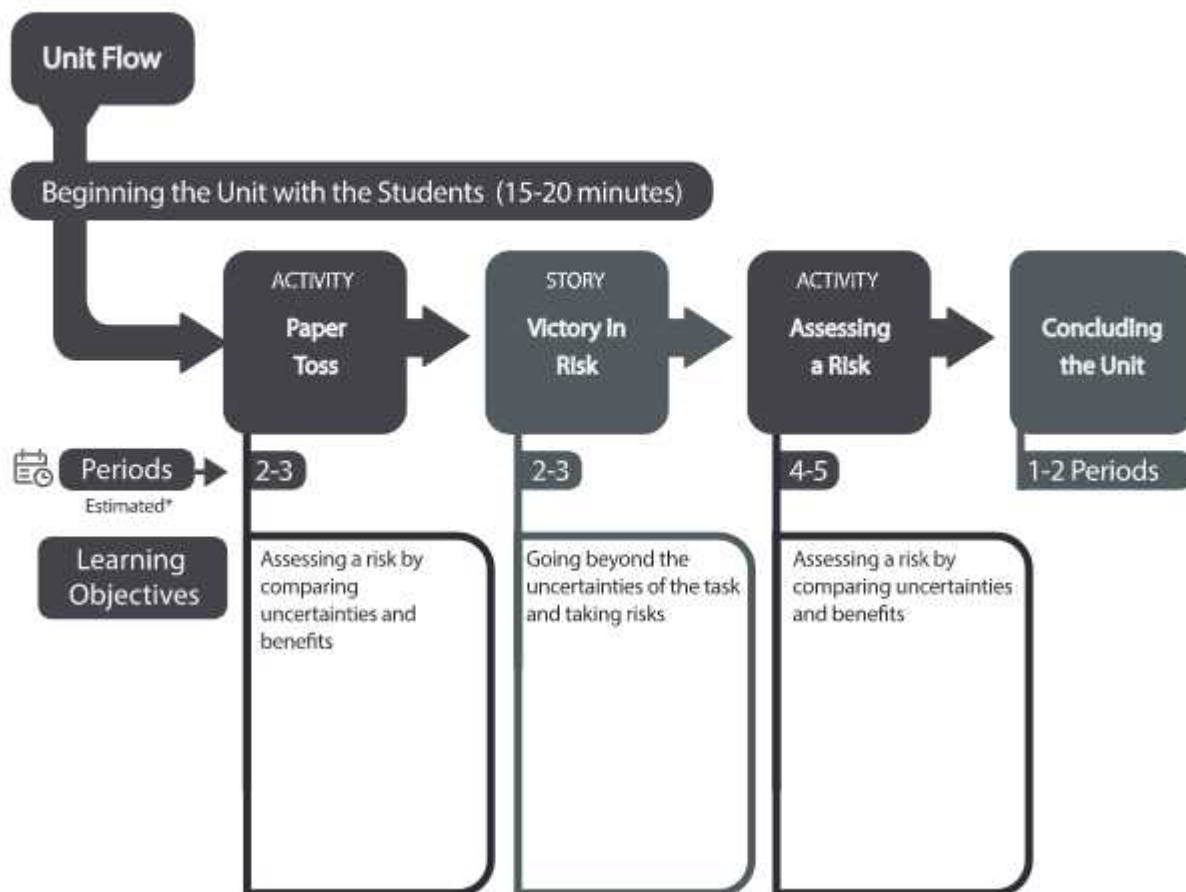 Unit Flow
Beginning the Unit with the Students (15-20 minutes)
ACTIVITY
Paper
Toss
STORY
Victory in
Risk
ACTIVITY
Assessing
a Risk
Concluding
the Unit
Periods
Estimated*
2-3
2-3
4-5
1-2 Periods
Learning
Objectives
Assessing a risk by
comparing
uncertainties and
benefits
Going beyond the
uncertainties of the task
and taking risks
Assessing a risk by
comparing uncertainties
and benefits